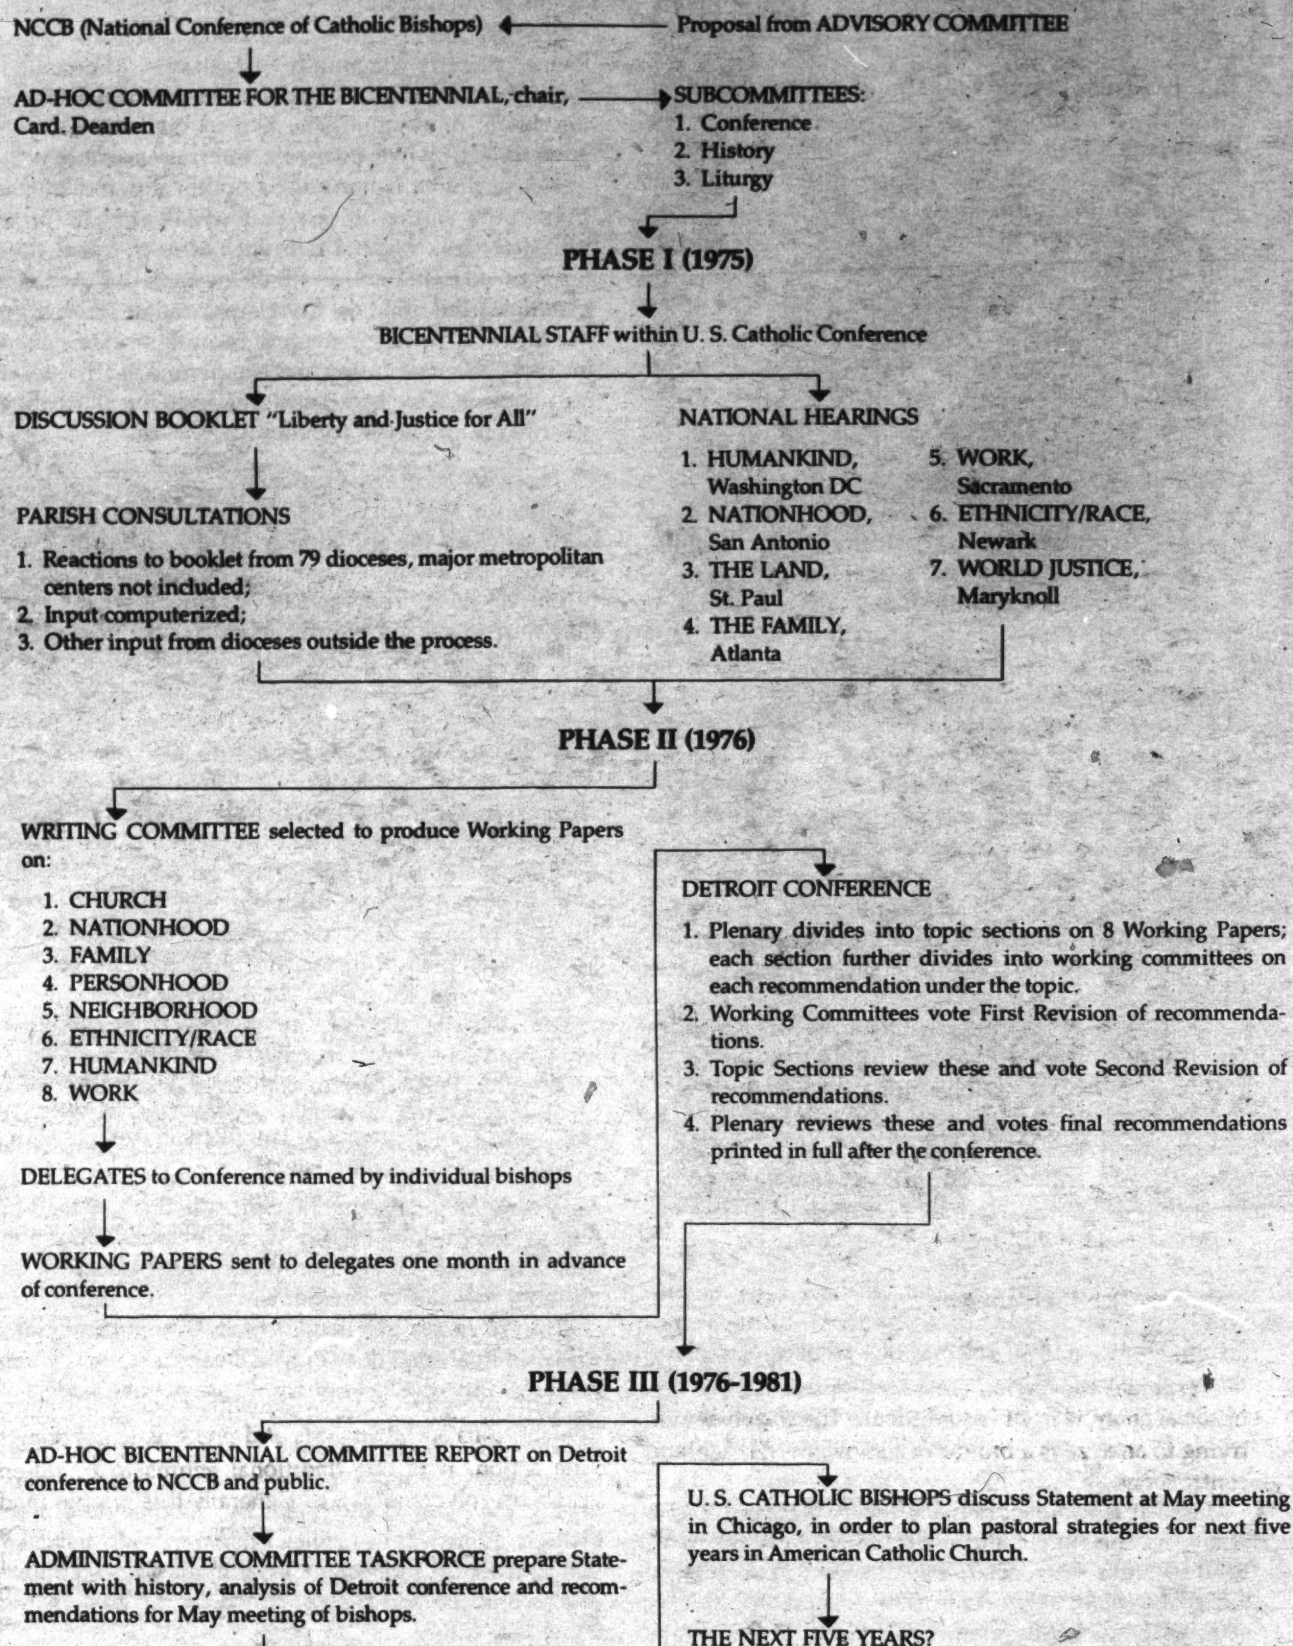 NCCB (National Conference of Catholic Bishops)
Proposal from ADVISORY COMMITTEE
AD-HOC COMMITTEE FOR THE BICENTENNIAL, chair,
Card. Dearden
SUBCOMMITTEES:
1. Conference
2. History
3. Liturgy
PHASE I (1975)
BICENTENNIAL STAFF within U. S. Catholic Conference
DISCUSSION BOOKLET "Liberty and Justice for All"
PARISH CONSULTATIONS
1. Reactions to booklet from 79 dioceses, major metropolitan
centers not included;
2. Input computerized;
3. Other input from dioceses outside the process.
NATIONAL HEARINGS
1. HUMANKIND,
Washington DC
2. NATIONHOOD,
San Antonio
3. THE LAND,
St. Paul
4. THE FAMILY,
Atlanta
5. WORK,
Sacramento
6. ETHNICITY/RACE,
Newark
7. WORLD JUSTICE,
Maryknoll
PHASE II (1976)
WRITING COMMITTEE selected to produce Working Papers
on:
1. CHURCH
2. NATIONHOOD
3. FAMILY
4. PERSONHOOD
5. NEIGHBORHOOD
6. ETHNICITY/RACE
7. HUMANKIND
8. WORK
DELEGATES to Conference named by individual bishops
WORKING PAPERS sent to delegates one month in advance
of conference.
DETROIT CONFERENCE
1. Plenary divides into topic sections on 8 Working Papers;
each section further divides into working committees on
each recommendation under the topic.
2. Working Committees vote First Revision of recommenda-
tions.
3. Topic Sections review these and vote Second Revision of
recommendations.
4. Plenary reviews these and votes final recommendations
printed in full after the conference.
PHASE III (1976-1981)
AD-HOC BICENTENNIAL COMMITTEE REPORT on Detroit
conference to NCCB and public.
ADMINISTRATIVE COMMITTEE TASKFORCE prepare State-
ment with history, analysis of Detroit conference and recom-
mendations for May meeting of bishops.
U. S. CATHOLIC BISHOPS discuss Statement at May meeting
in Chicago, in order to plan pastoral strategies for next five
years in American Catholic Church.
THE NEXT FIVE YEARS?